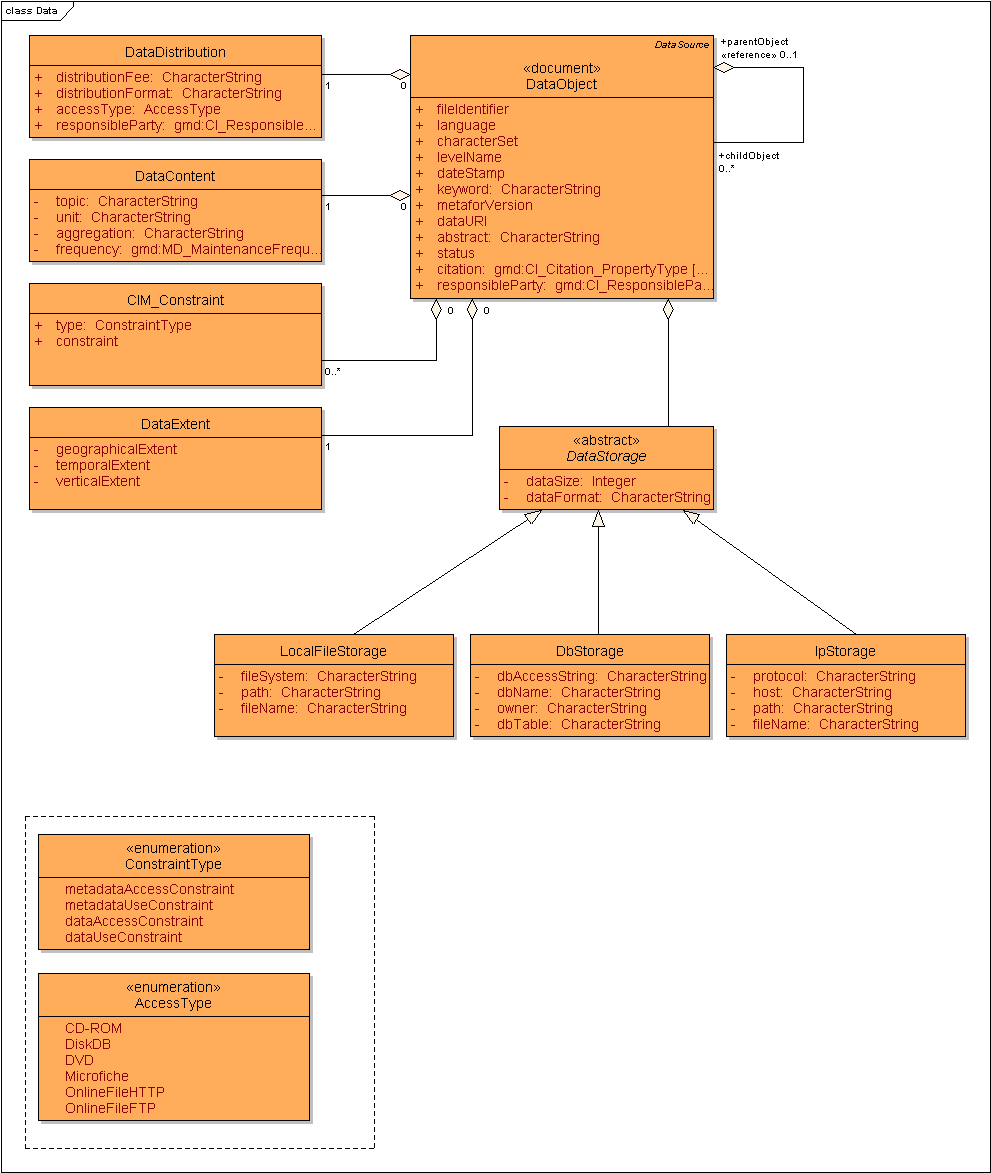 class Data
DataDistribution
+ distributionFee: CharacterString
+ distributionFormat: CharacterString
+ accessType: AccessType
+ responsibleParty: gmd:CI_Responsible...
1
0
DataContent
- topic: CharacterString
- unit: CharacterString
- aggregation: CharacterString
- frequency: gmd:MD_MaintenanceFrequ...
1
0
CIM_Constraint
+ type: ConstraintType
+ constraint
0..*
0
DataExtent
- geographicalExtent
- temporalExtent
- verticalExtent
1
0
DataSource
«document»
DataObject
+ fileIdentifier
+ language
+ characterSet
+ levelName
+ dateStamp
+ keyword: CharacterString
+ metaforVersion
+ dataURI
+ abstract: CharacterString
+ status
+ citation: gmd:CI_Citation_PropertyType [...
+ responsibleParty: gmd:CI_ResponsiblePa...
+parentObject
«reference» 0..1
+childObject
0..*
«abstract»
DataStorage
- dataSize: Integer
- dataFormat: CharacterString
LocalFileStorage
- fileSystem: CharacterString
- path: CharacterString
- fileName: CharacterString
DbStorage
- dbAccessString: CharacterString
- dbName: CharacterString
- owner: CharacterString
- dbTable: CharacterString
IpStorage
- protocol: CharacterString
- host: CharacterString
- path: CharacterString
- fileName: CharacterString
«enumeration»
ConstraintType
metadataAccessConstraint
metadataUseConstraint
dataAccessConstraint
dataUseConstraint
«enumeration»
AccessType
CD-ROM
DiskDB
DVD
Microfiche
OnlineFileHTTP
OnlineFileFTP